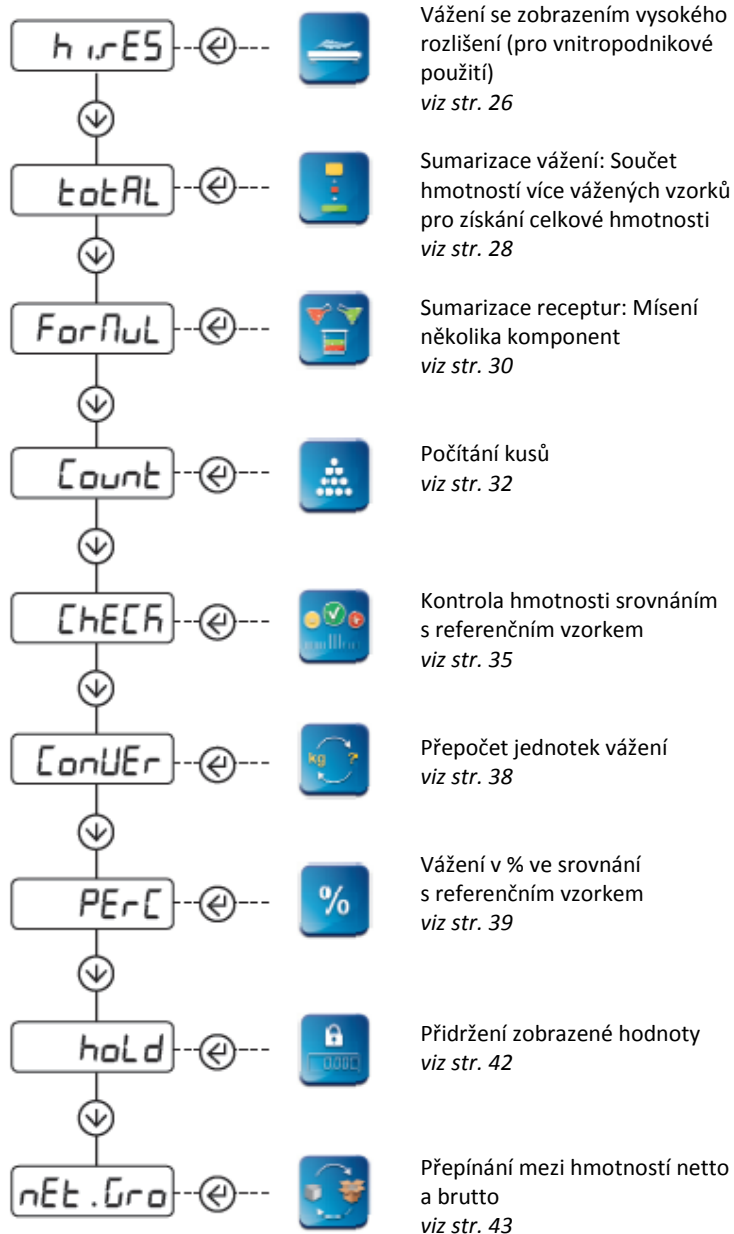 hi.rES
Vážení se zobrazením vysokého
rozlišení (pro vnitropodnikové
použití)
viz str. 26
totAL
Sumarizace vážení: Součet
hmotností více vážených vzorků
pro získání celkové hmotnosti
viz str. 28
ForMuL
Sumarizace receptur: Mísení
několika komponent
viz str. 30
Count
Počítání kusů
viz str. 32
ChECk
Kontrola hmotnosti srovnáním
s referenčním vzorkem
viz str. 35
ConVEr
kg ?
Přepočet jednotek vážení
viz str. 38
PErC
%
Vážení v % ve srovnání
s referenčním vzorkem
viz str. 39
hoLd
Přidržení zobrazené hodnoty
viz str. 42
nEt.Gro
Přepínání mezi hmotností netto
a brutto
viz str. 43